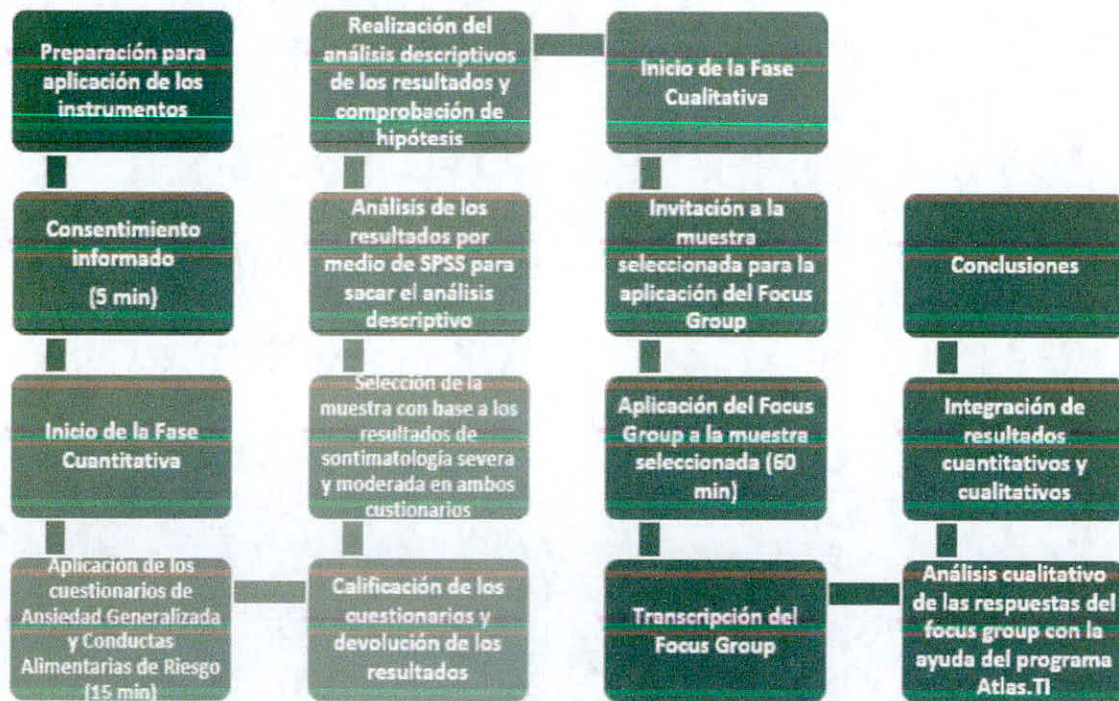 Preparación para
aplicación de los
instrumentos
Consentimiento
informado
(5 min)
Inicio de la Fase
Cuantitativa
Aplicación de los
cuestionarios de
Ansiedad Generalizada
y Conductas
Alimentarias de Riesgo
(15 min)
Calificación de los
cuestionarios y
devolución de los
resultados
Selección de la
muestra con base a los
resultados de
sontimatología severa
y moderada en ambos
custionarios
Análisis de los
resultados por
medio de SPSS para
sacar el análisis
descriptivo
Realización del
análisis descriptivos
de los resultados y
comprobación de
hipótesis
Inicio de la Fase
Cualitativa
Invitación a la
muestra
seleccionada para la
aplicación del Focus
Group
Aplicación del Focus
Group a la muestra
seleccionada (60
min)
Transcripción del
Focus Group
Análisis cualitativo
de las respuestas del
focus group con la
ayuda del programa
Atlas.TI
Integración de
resultados
cuantitativos y
cualitativos
Conclusiones